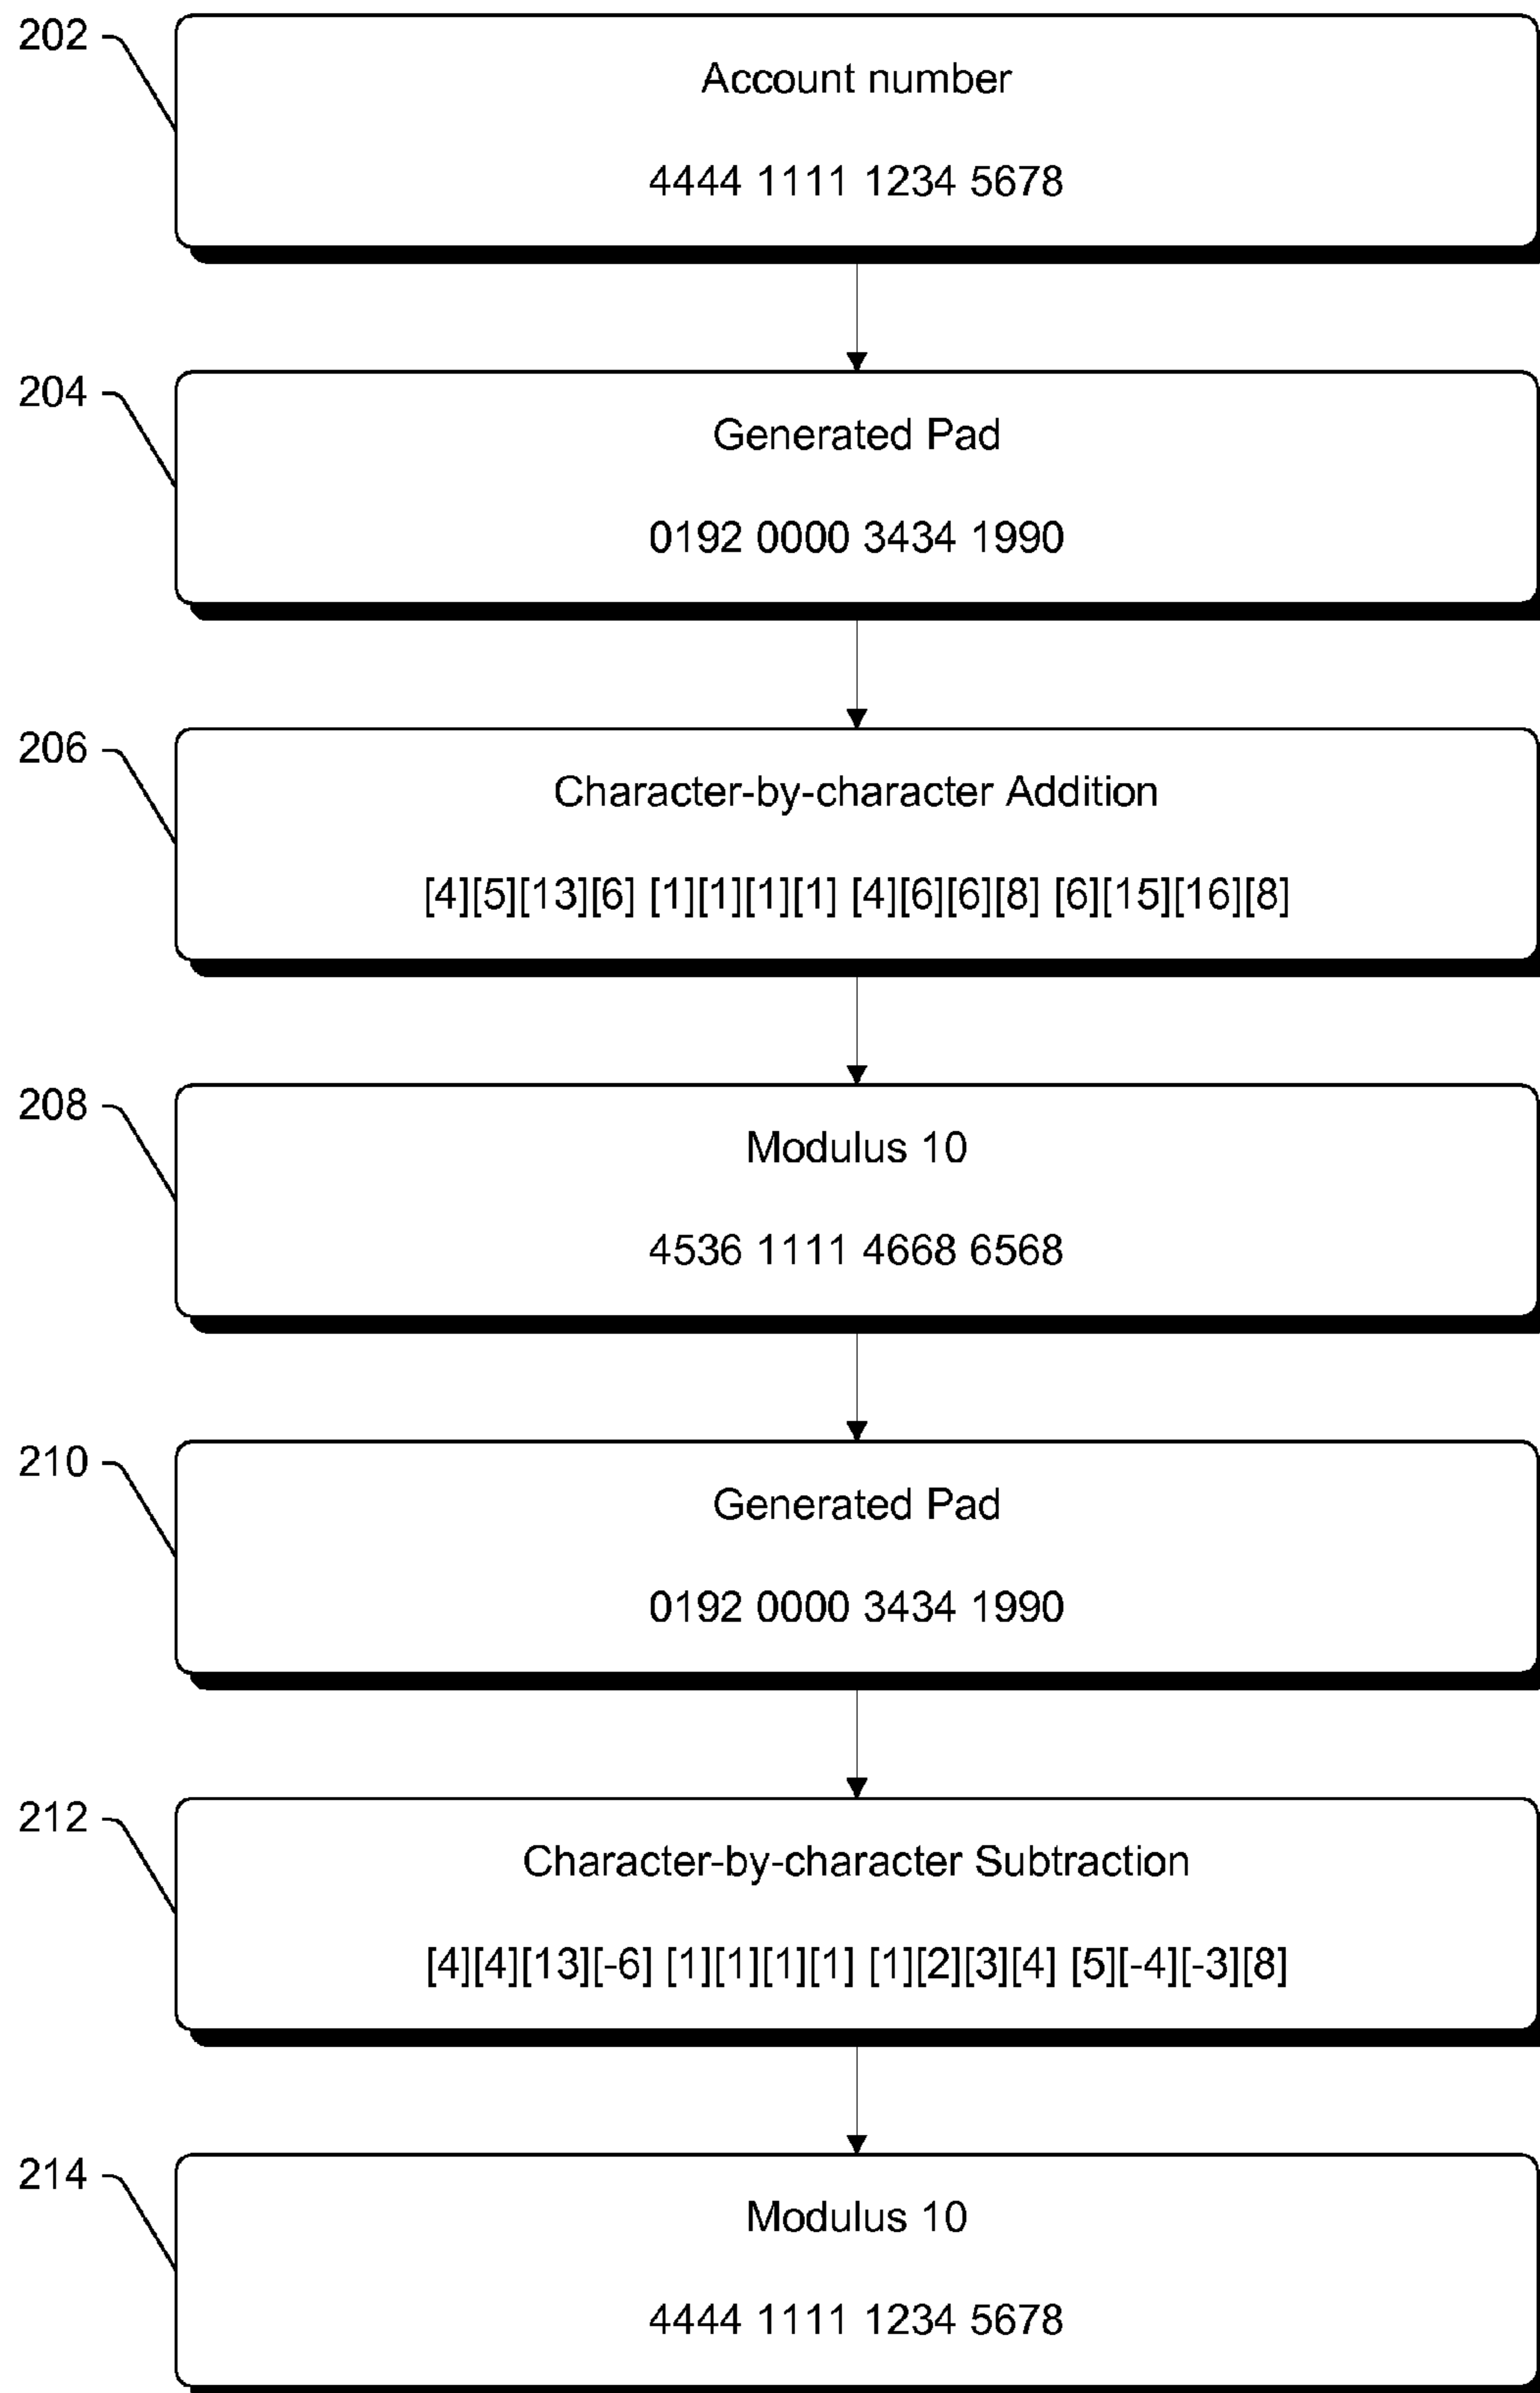 202
Account number
4444 1111 1234 5678
204
Generated Pad
0192 0000 3434 1990
206
Character-by-character Addition
[4][5][13][6] [1][1][1][1] [4][6][6][8] [6][15][16][8]
208
Modulus 10
4536 1111 4668 6568
210
Generated Pad
0192 0000 3434 1990
212
Character-by-character Subtraction
[4][4][13][-6] [1][1][1][1] [1][2][3][4] [5][-4][-3][8]
214
Modulus 10
4444 1111 1234 5678